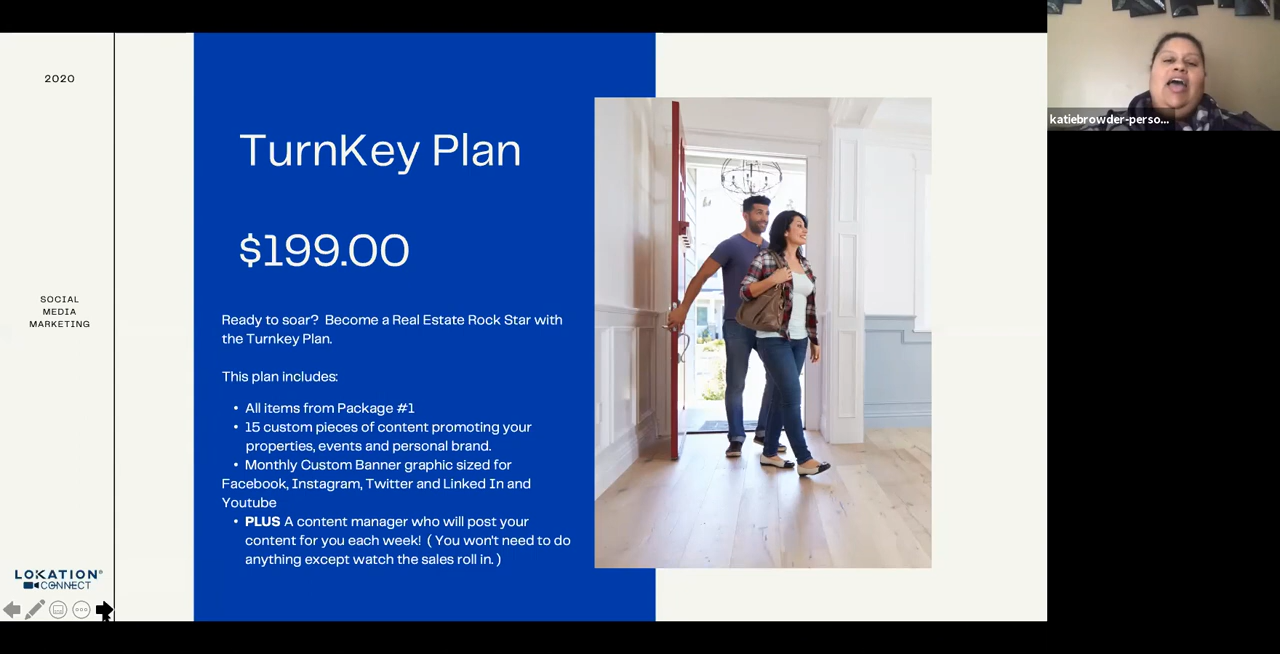 2020
SOCIAL
MEDIA
MARKETING
TurnKey Plan
$199.00
Ready to soar?  Become a Real Estate Rock Star with
the Turnkey Plan.
This plan includes:
• All items from Package #1
• 15 custom pieces of content promoting your
properties, events and personal brand.
• Monthly Custom Banner graphic sized for
Facebook, Instagram, Twitter and Linked In and
Youtube
• PLUS A content manager who will post your
content for you each week!  ( You won't need to do
anything except watch the sales roll in. )
LOKATION®
CONNECT
katiebrowder-perso...